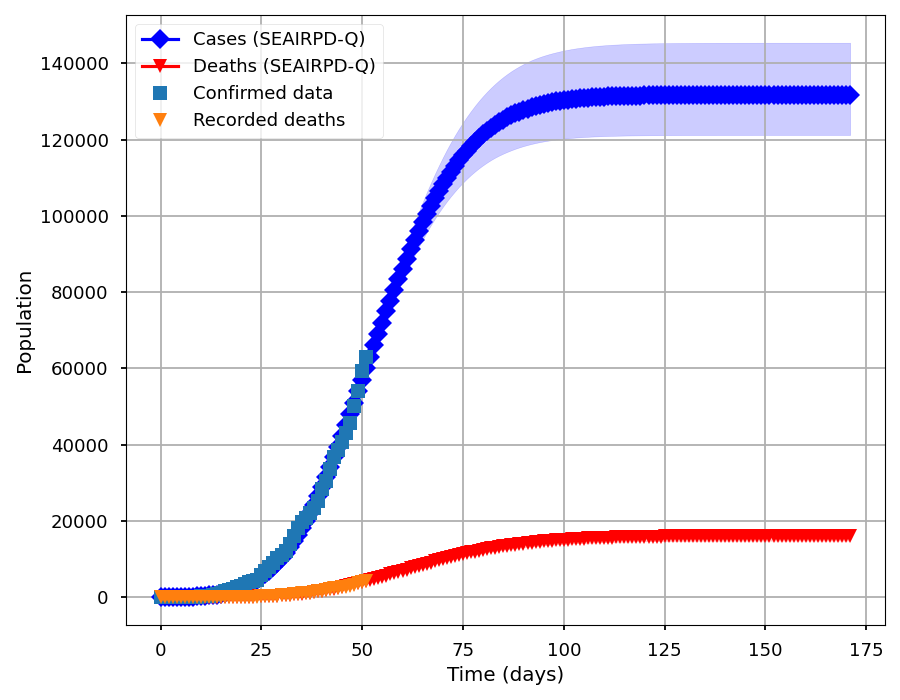 Cases (SEAIRPD-Q)
Deaths (SEAIRPD-Q)
Confirmed data
Recorded deaths
140000
120000
100000
80000
60000
40000
20000
0
Population
0 25 50 75 100 125 150 175
Time (days)